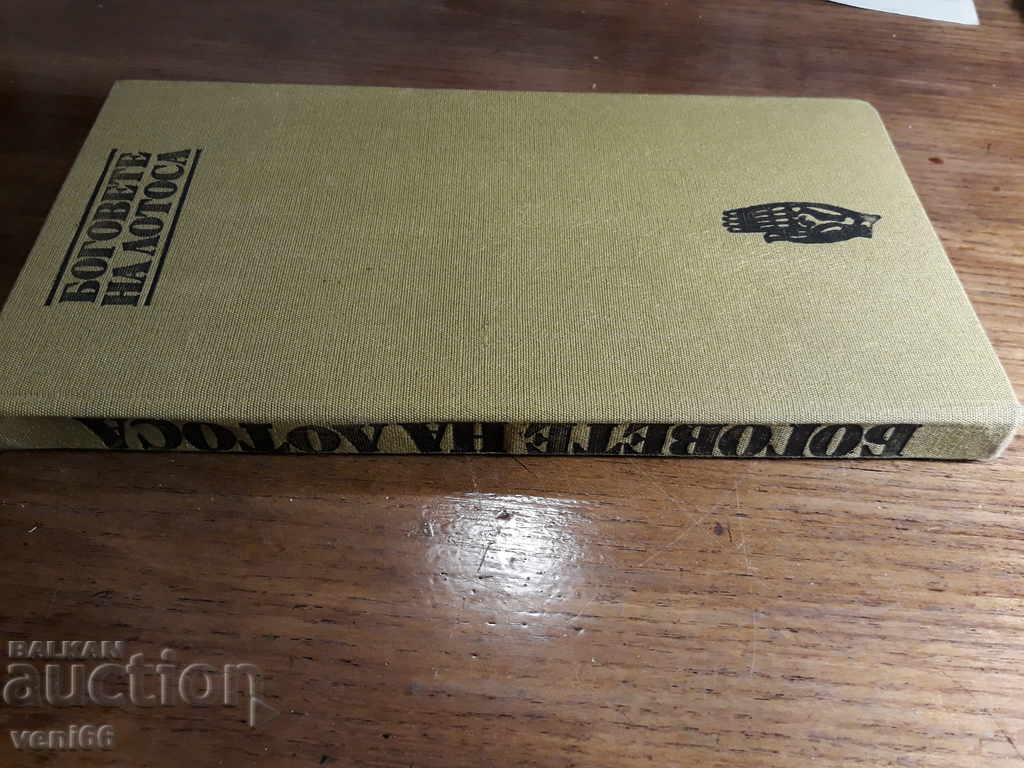 БОГОВЕТЕ
НА ЛОТОСА
БОГОВЕТЕ НА ЛОТОСА
BALKAN
auction
veni66